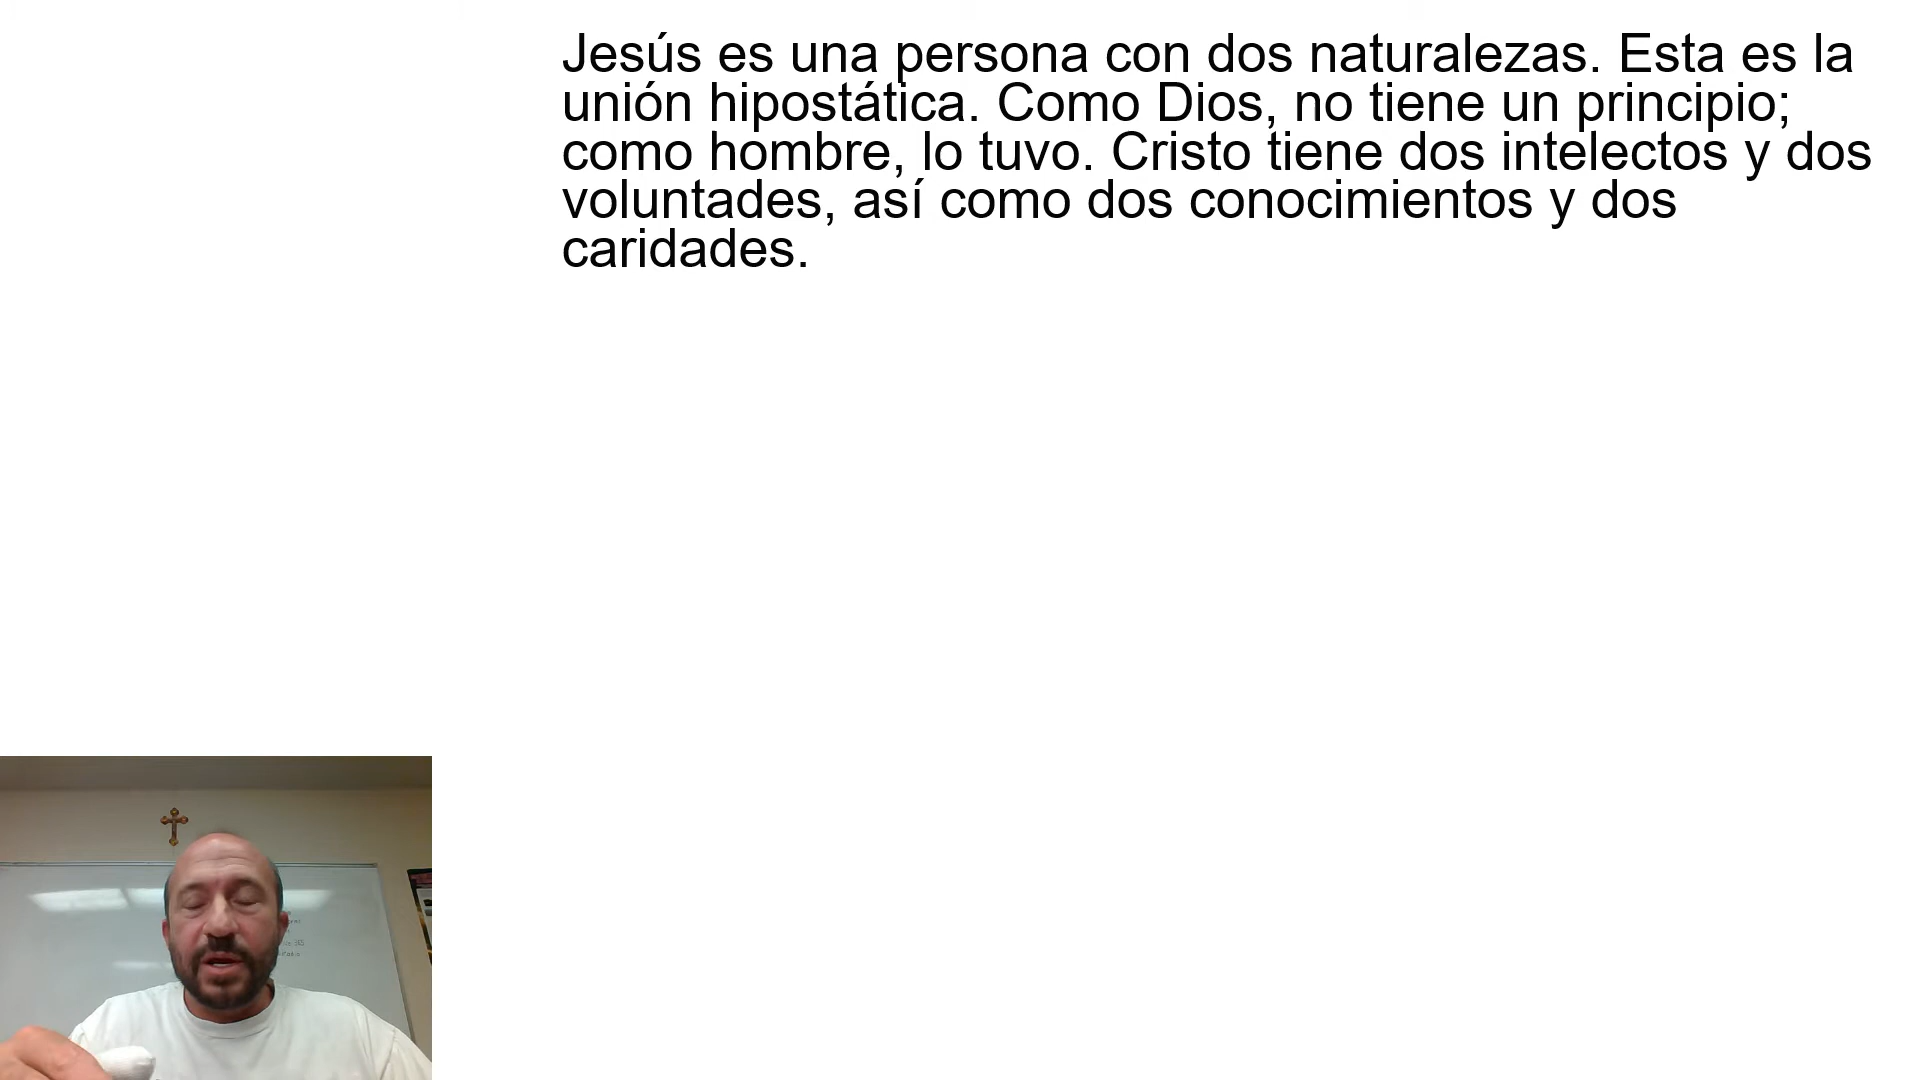 Jesús es una persona con dos naturalezas. Esta es la
unión hipostática. Como Dios, no tiene un principio;
como hombre, lo tuvo. Cristo tiene dos intelectos y dos
voluntades, así como dos conocimientos y dos
caridades.